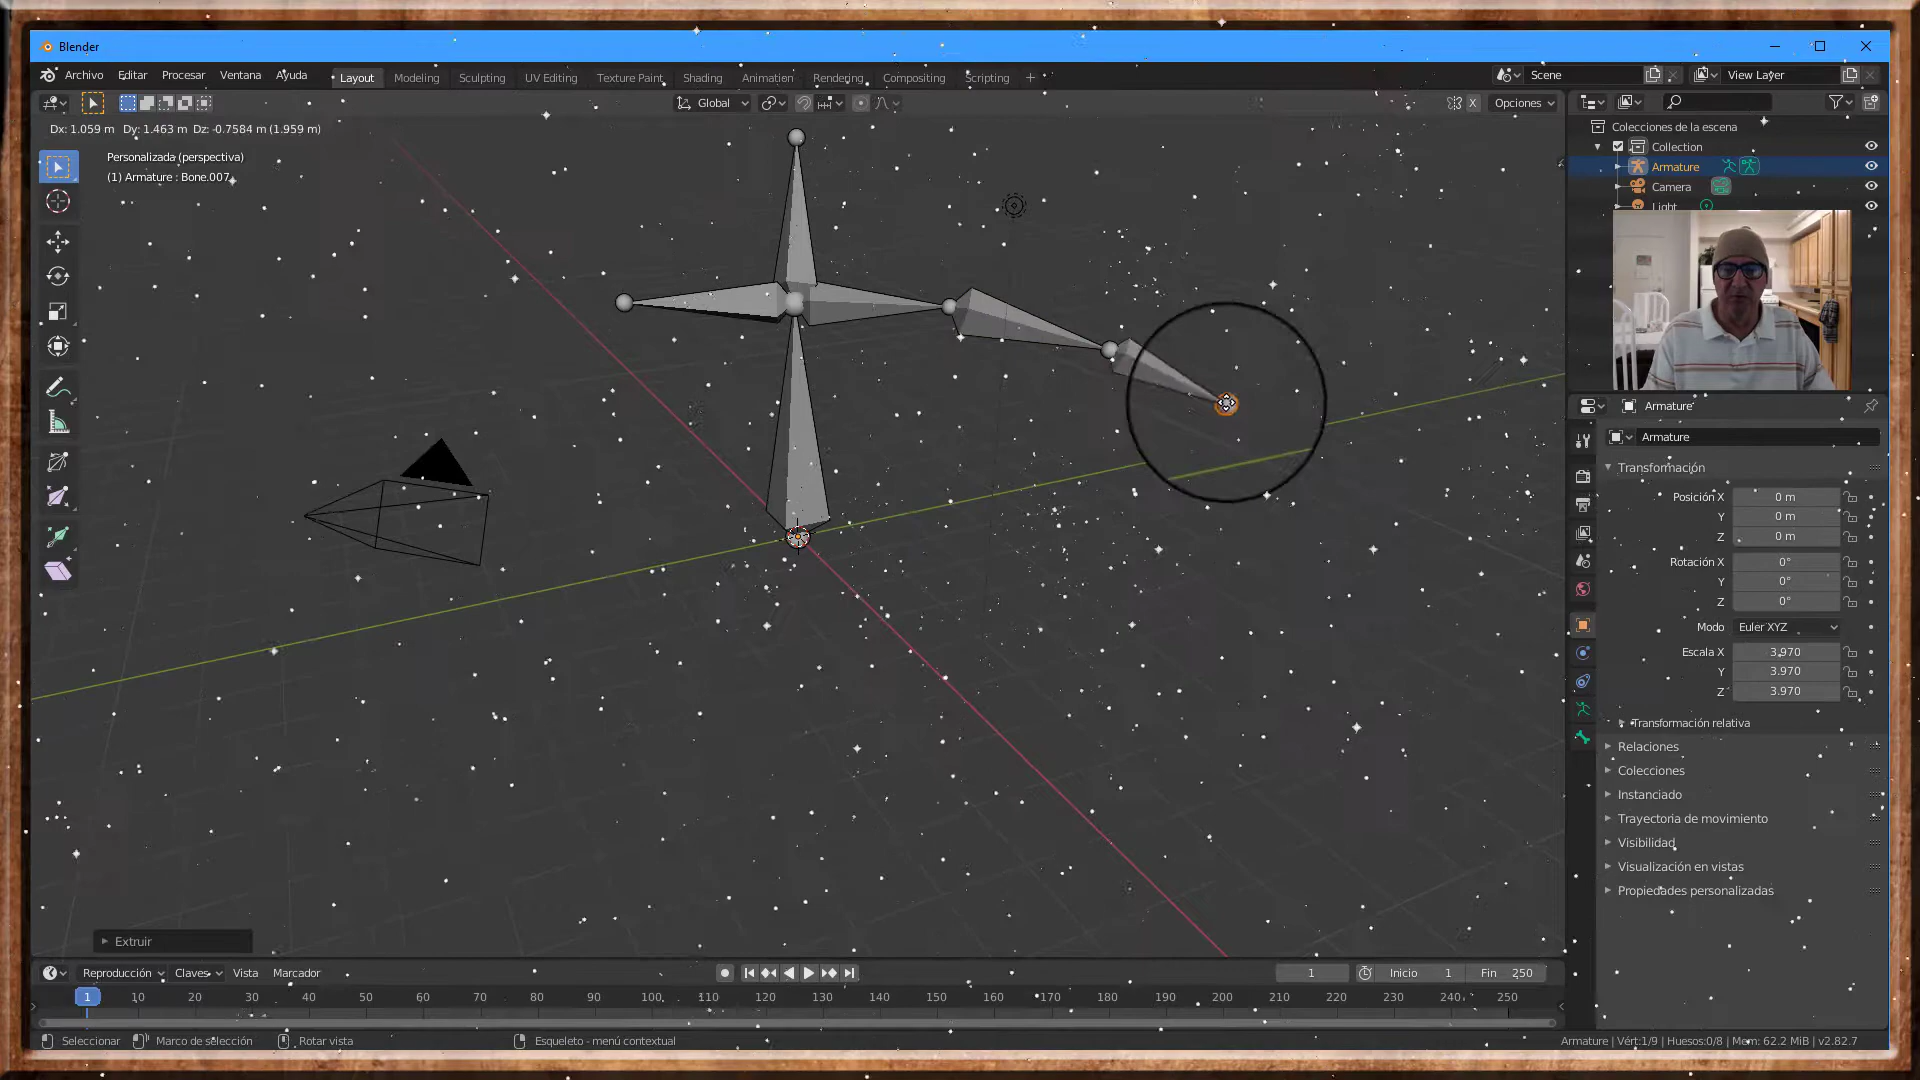 Blender
Archivo Editar Procesar Ventana Ayuda Layout Modeling Sculpting UV Editing Texture Paint Shading Animation Rendering Compositing Scripting Scene View Layer
Global X Opciones
Dx: 1.059 m Dy: 1.463 m Dz: -0.7584 m (1.959 m)
Personalizada (perspectiva)
(1) Armature : Bone.007
Colecciones de la escena
Collection
Armature
Camera
Light
Armature
Armature
Transformación
Posición X 0 m
Y 0 m
Z 0 m
Rotación X 0°
Y 0°
Z 0°
Modo Euler XYZ
Escala X 3.970
Y 3.970
Z 3.970
Transformación relativa
Relaciones
Colecciones
Instanciado
Trayectoria de movimiento
Visibilidad
Visualización en vistas
Propiedades personalizadas
Extruir
Reproducción Claves Vista Marcador 1 Inicio 1 Fin 250
1 10 20 30 40 50 60 70 80 90 100 110 120 130 140 150 160 170 180 190 200 210 220 230 240 250
Seleccionar Marco de selección Rotar vista Esqueleto - menú contextual Armature | Vért:1/9 | Huesos:0/8 | Mem: 62.2 MiB | v2.82.7